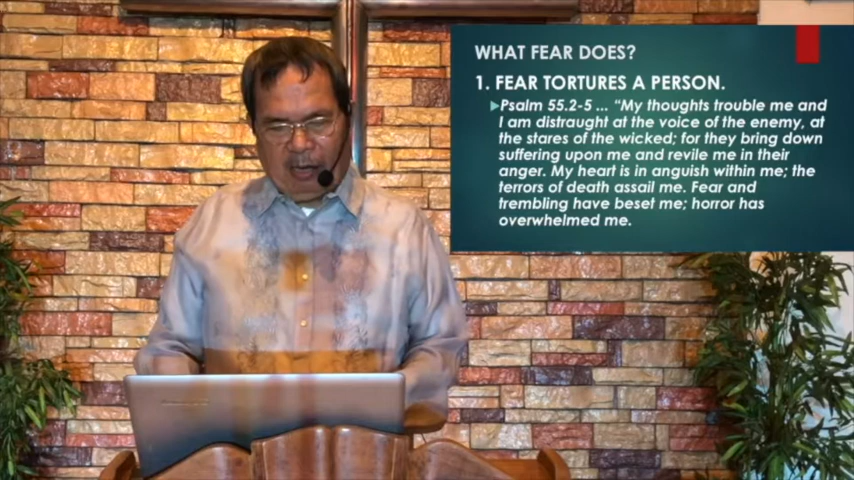 WHAT FEAR DOES?
1. FEAR TORTURES A PERSON.
Psalm 55.2-5 ... “My thoughts trouble me and
I am distraught at the voice of the enemy, at
the stares of the wicked; for they bring down
suffering upon me and revile me in their
anger. My heart is in anguish within me; the
terrors of death assail me. Fear and
trembling have beset me; horror has
overwhelmed me.